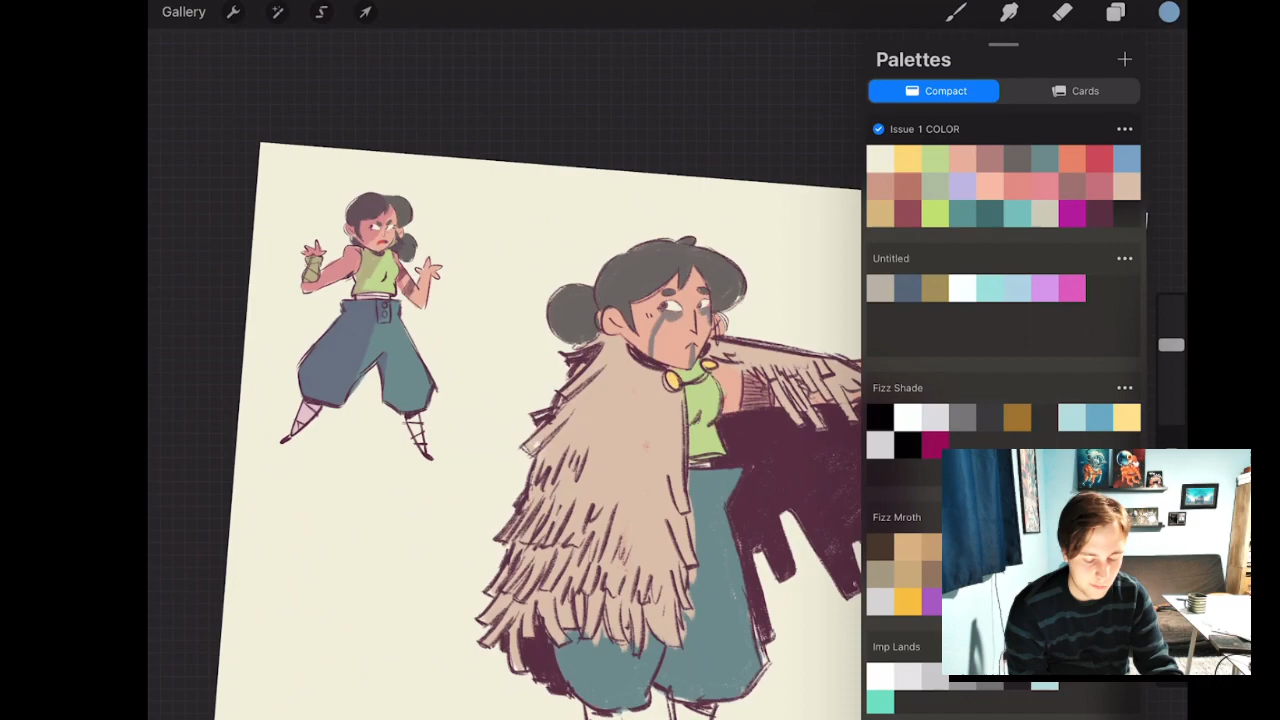 Gallery
Palettes
Compact
Cards
Issue 1 COLOR
Untitled
Fizz Shade
Fizz Mroth
Imp Lands